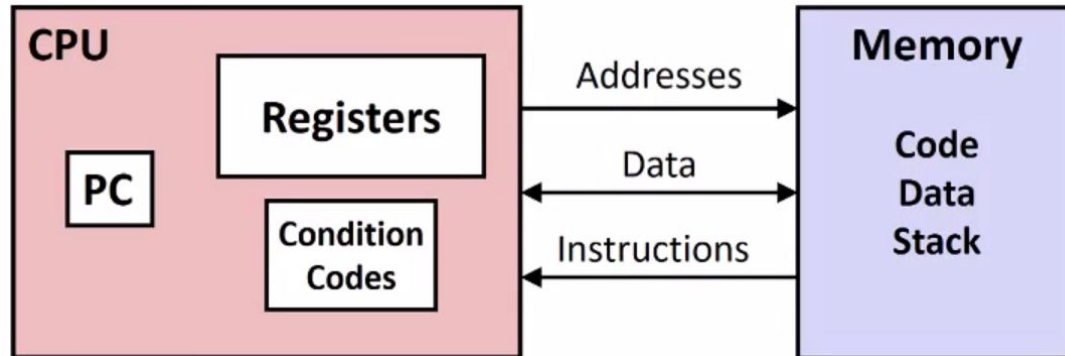 CPU
Registers
PC
Condition
Codes
Addresses
Data
Instructions
Memory
Code
Data
Stack